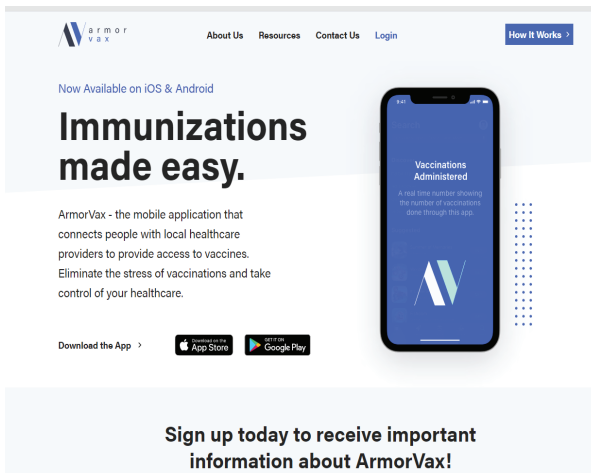 armor
vax
About Us Resources Contact Us Login
How It Works >
Now Available on iOS & Android
Immunizations
made easy.
ArmorVax - the mobile application that
connects people with local healthcare
providers to provide access to vaccines.
Eliminate the stress of vaccinations and take
control of your healthcare.
Download the App >
Download on the
App Store
GET IT ON
Google Play
9:41
Vaccinations
Administered
A real time number showing
the number of vaccinations
done through this app.
Sign up today to receive important
information about ArmorVax!